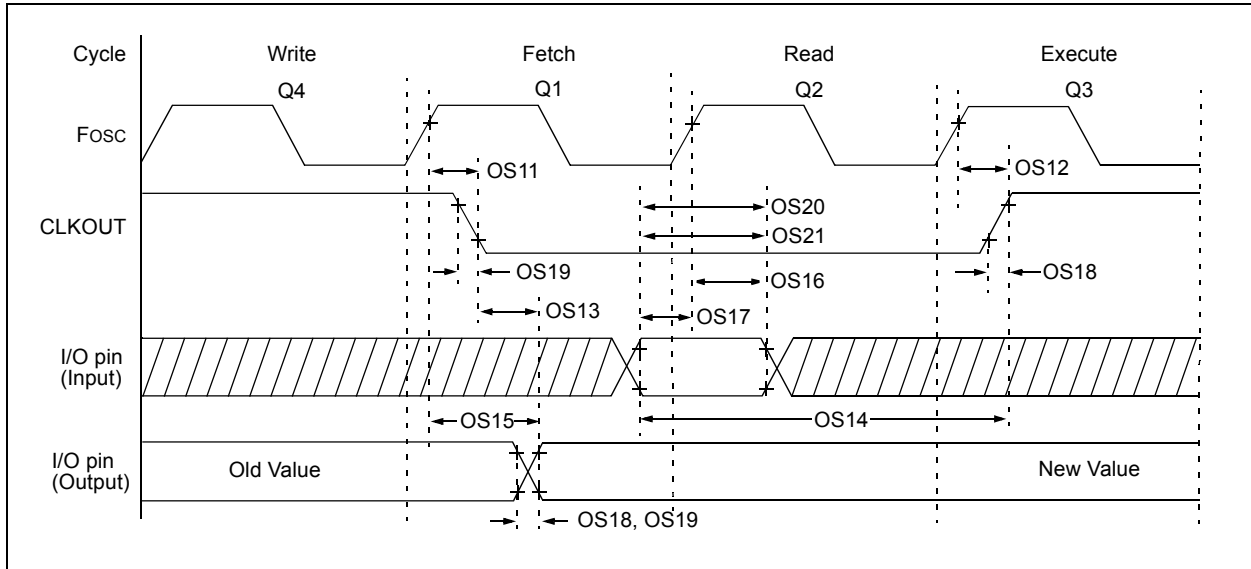 Cycle Write Fetch Read Execute
Q4 Q1 Q2 Q3
Fosc
OS11 OS12
OS20
CLKOUT
OS21
OS19 OS16 OS18
OS13 OS17
I/O pin
(Input)
OS15 OS14
I/O pin
(Output)
Old Value New Value
OS18, OS19